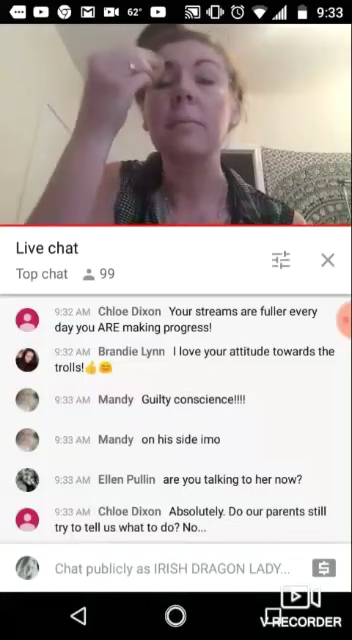 62° 9:33
Live chat
Top chat 99
9:32 AM Chloe Dixon Your streams are fuller every
day you ARE making progress!
9:32 AM Brandie Lynn I love your attitude towards the
trolls!👍🤗
9:33 AM Mandy Guilty conscience!!!!
9:33 AM Mandy on his side imo
9:33 AM Ellen Pullin are you talking to her now?
9:33 AM Chloe Dixon Absolutely. Do our parents still
try to tell us what to do? No...
Chat publicly as IRISH DRAGON LADY...
V-RECORDER